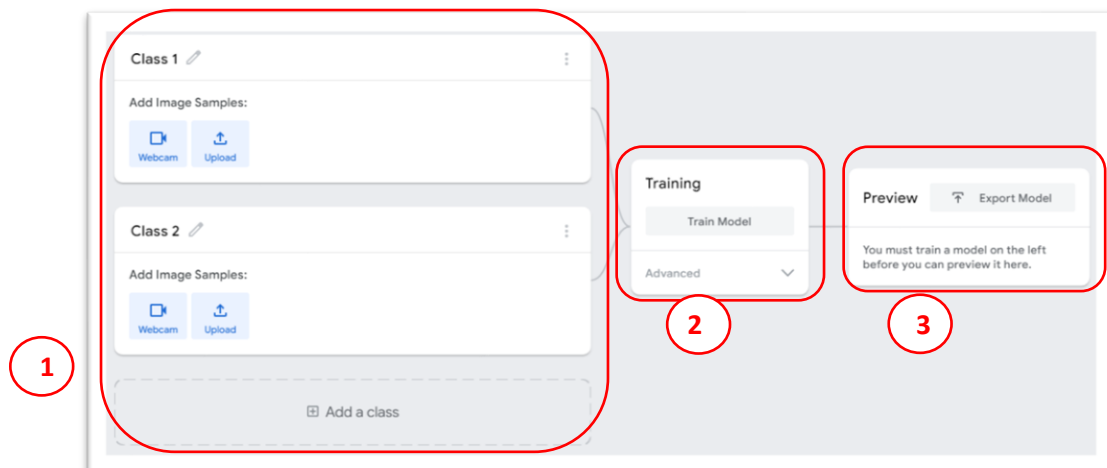 Class 1
Add Image Samples:
Webcam
Upload
Class 2
Add Image Samples:
Webcam
Upload
Add a class
1
Training
Train Model
Advanced
2
Preview
Export Model
You must train a model on the left
before you can preview it here.
3